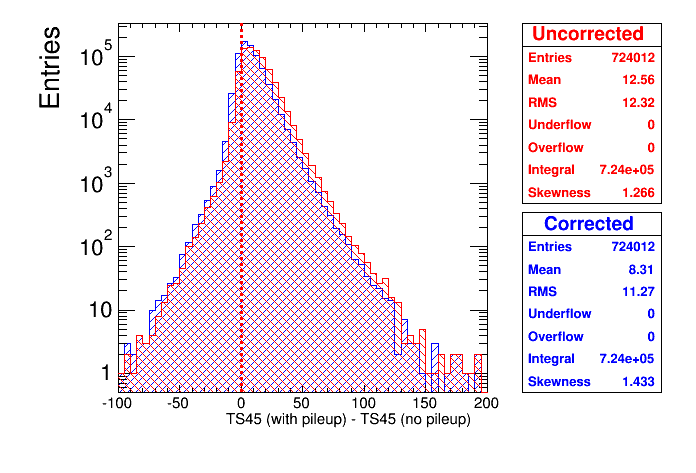 Entries
10^5
10^4
10^3
10^2
10
1
-100 -50 0 50 100 150 200
TS45 (with pileup) - TS45 (no pileup)
Uncorrected
Entries 724012
Mean 12.56
RMS 12.32
Underflow 0
Overflow 0
Integral 7.24e+05
Skewness 1.266
Corrected
Entries 724012
Mean 8.31
RMS 11.27
Underflow 0
Overflow 0
Integral 7.24e+05
Skewness 1.433